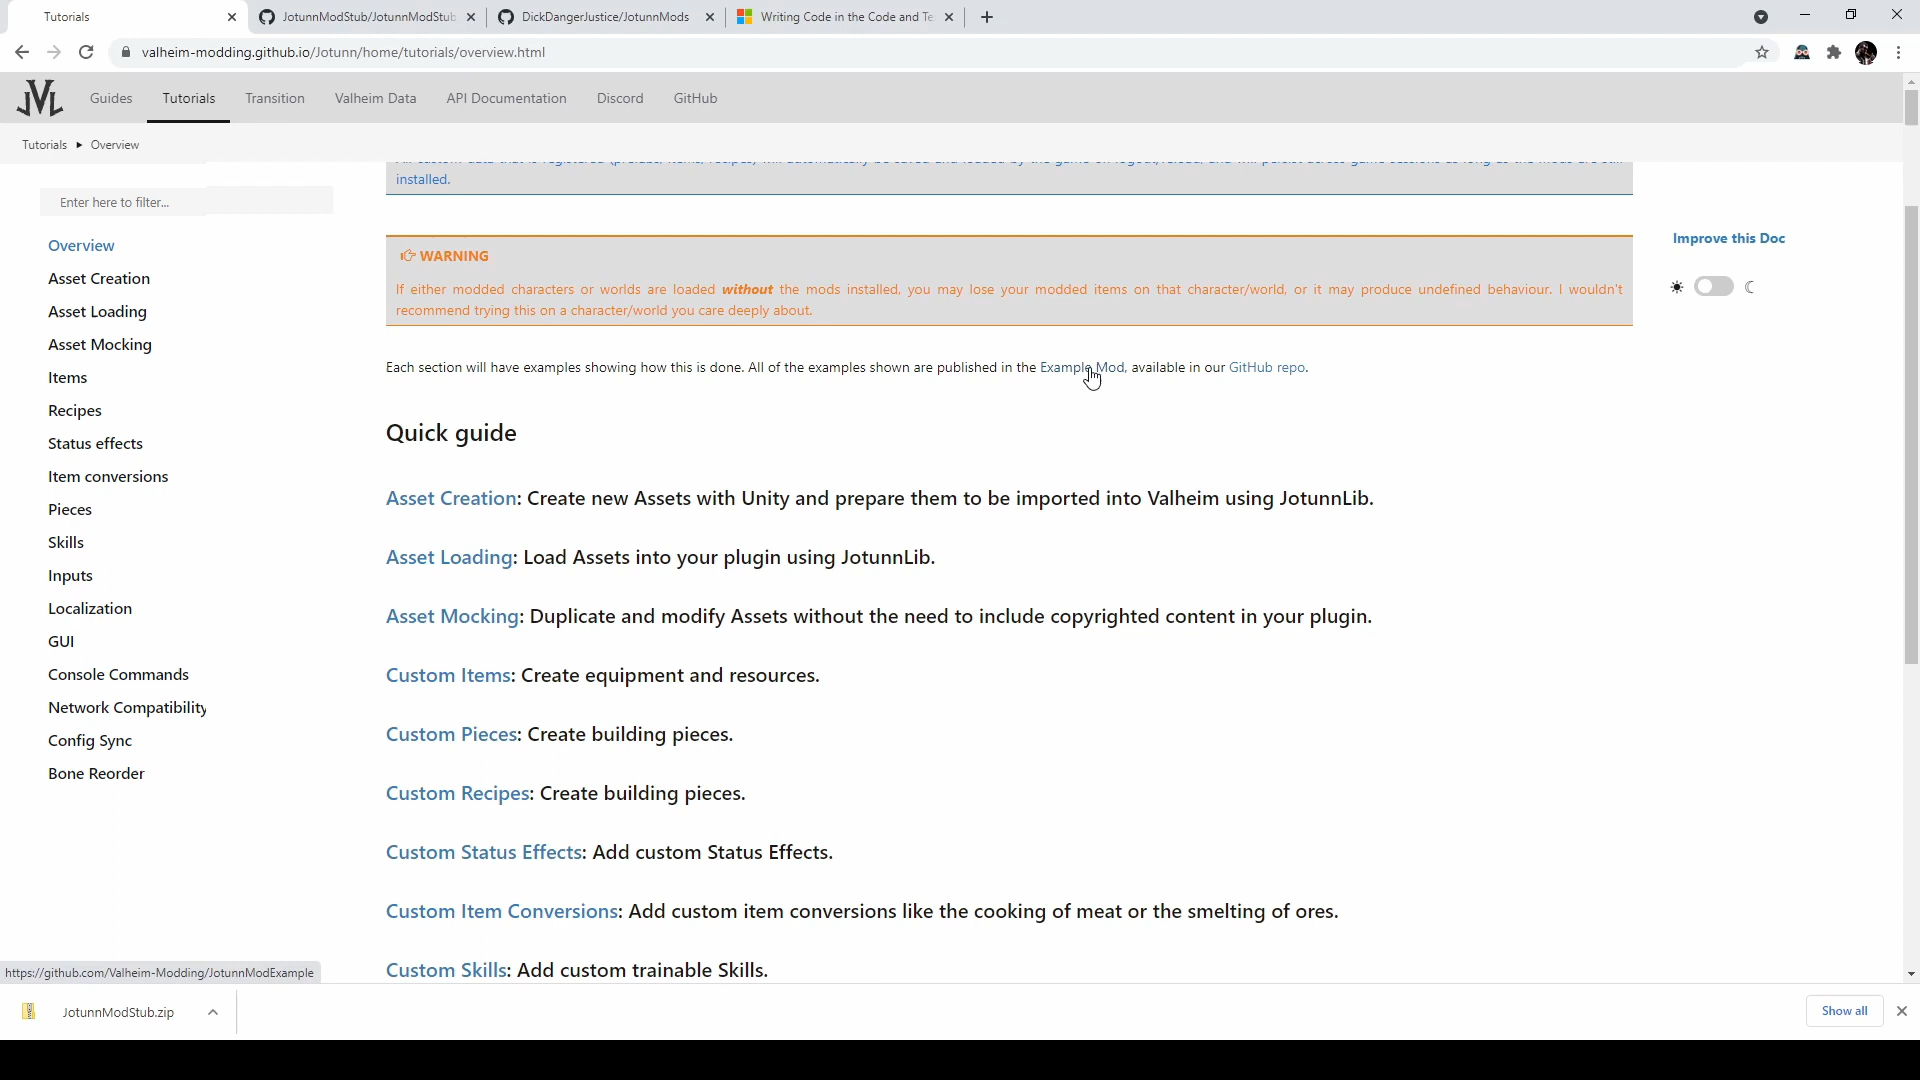 Tutorials
JotunnModStub/JotunnModStub
DickDangerJustice/JotunnMods
Writing Code in the Code and Te
valheim-modding.github.io/Jotunn/home/tutorials/overview.html
JVL
Guides
Tutorials
Transition
Valheim Data
API Documentation
Discord
GitHub
Tutorials
Overview
installed.
Enter here to filter...
Overview
Asset Creation
Asset Loading
Asset Mocking
Items
Recipes
Status effects
Item conversions
Pieces
Skills
Inputs
Localization
GUI
Console Commands
Network Compatibility
Config Sync
Bone Reorder
WARNING
If either modded characters or worlds are loaded without the mods installed, you may lose your modded items on that character/world, or it may produce undefined behaviour. I wouldn't
recommend trying this on a character/world you care deeply about.
Each section will have examples showing how this is done. All of the examples shown are published in the Example Mod, available in our GitHub repo.
Quick guide
Asset Creation: Create new Assets with Unity and prepare them to be imported into Valheim using JotunnLib.
Asset Loading: Load Assets into your plugin using JotunnLib.
Asset Mocking: Duplicate and modify Assets without the need to include copyrighted content in your plugin.
Custom Items: Create equipment and resources.
Custom Pieces: Create building pieces.
Custom Recipes: Create building pieces.
Custom Status Effects: Add custom Status Effects.
Custom Item Conversions: Add custom item conversions like the cooking of meat or the smelting of ores.
Custom Skills: Add custom trainable Skills.
Improve this Doc
https://github.com/Valheim-Modding/JotunnModExample
JotunnModStub.zip
Show all